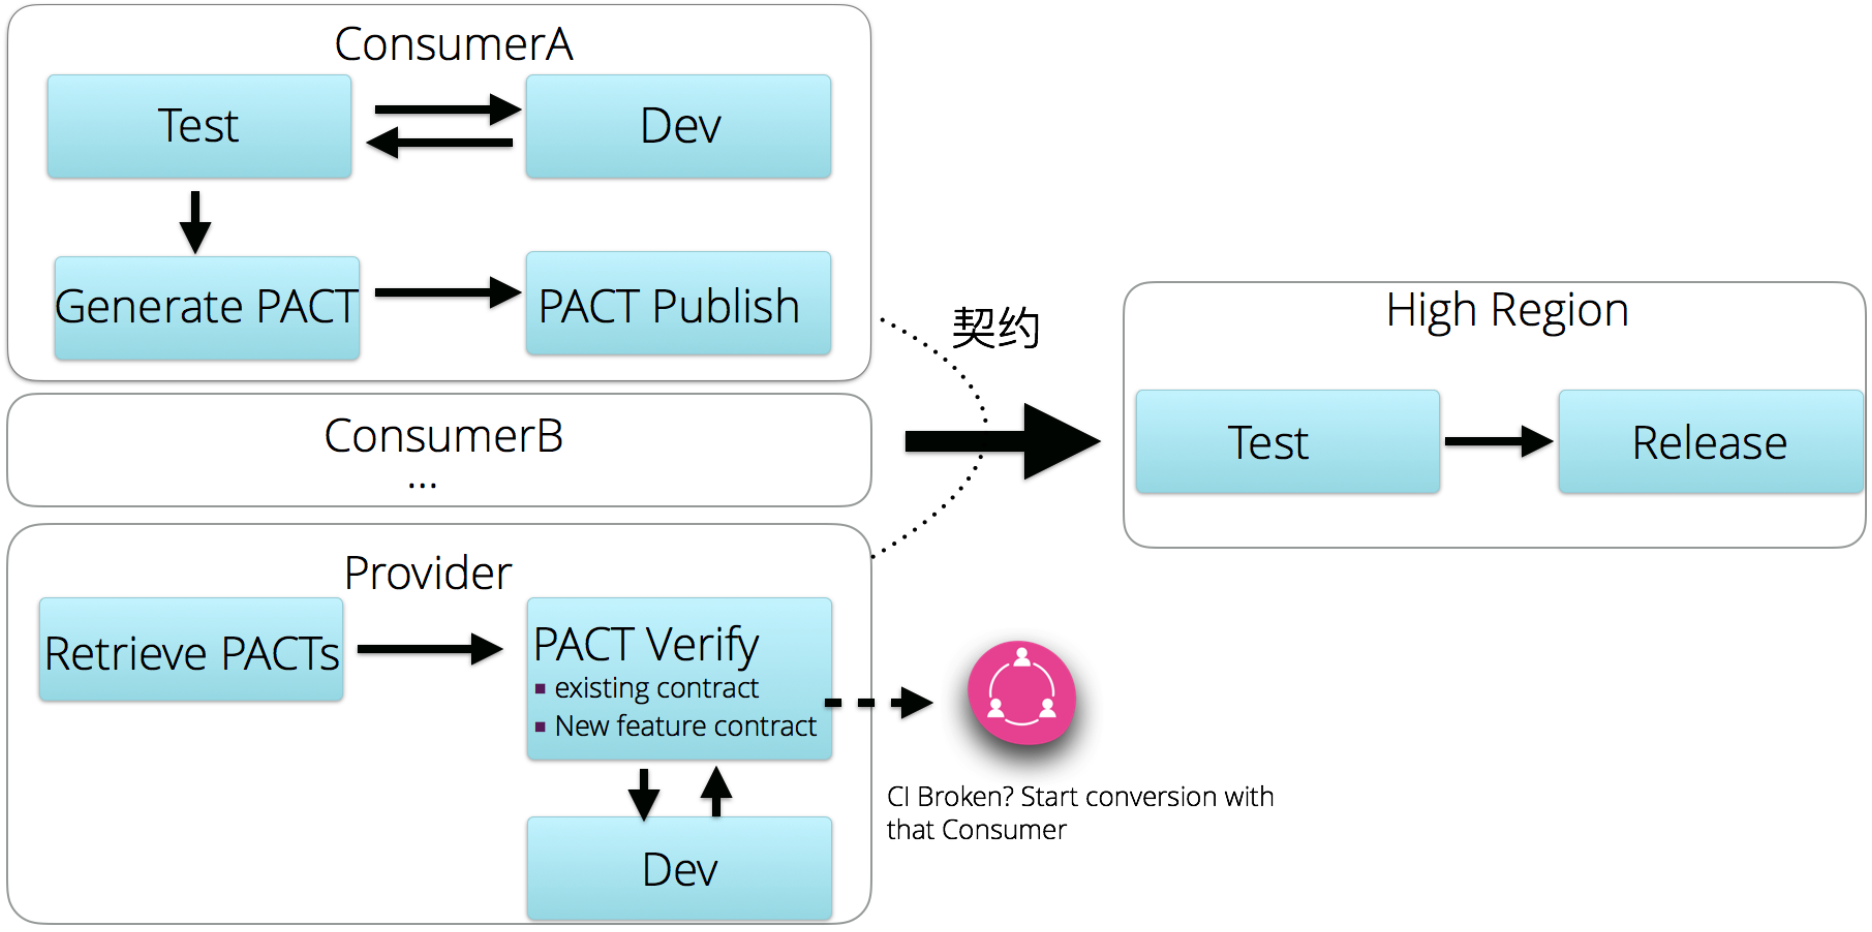 ConsumerA
Test
Dev
Generate PACT
PACT Publish
ConsumerB
...
Provider
Retrieve PACTs
PACT Verify
existing contract
New feature contract
Dev
契约
High Region
Test
Release
CI Broken? Start conversion with
that Consumer